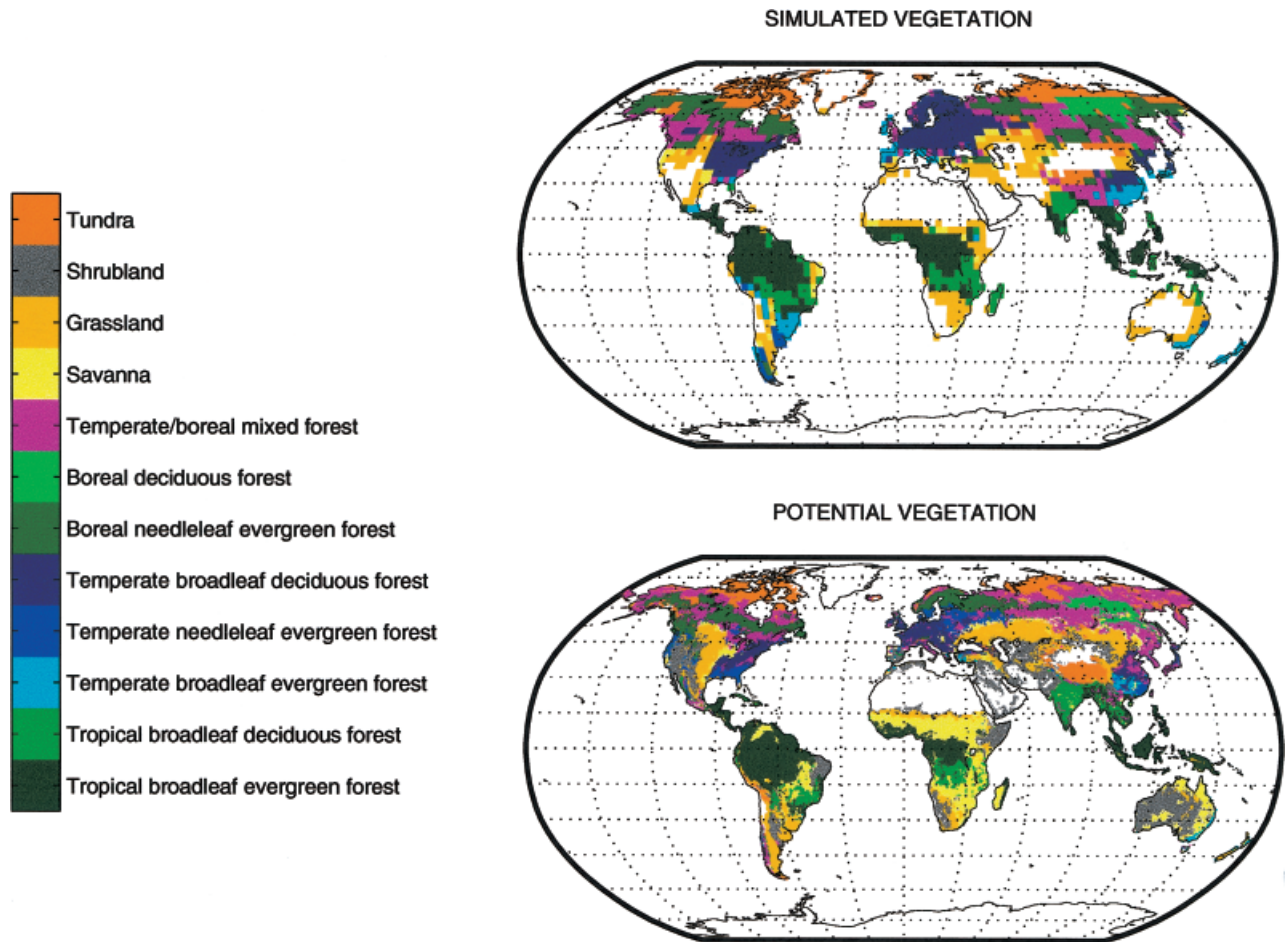 SIMULATED VEGETATION
Tundra
Shrubland
Grassland
Savanna
Temperate/boreal mixed forest
Boreal deciduous forest
Boreal needleleaf evergreen forest
Temperate broadleaf deciduous forest
Temperate needleleaf evergreen forest
Temperate broadleaf evergreen forest
Tropical broadleaf deciduous forest
Tropical broadleaf evergreen forest
POTENTIAL VEGETATION